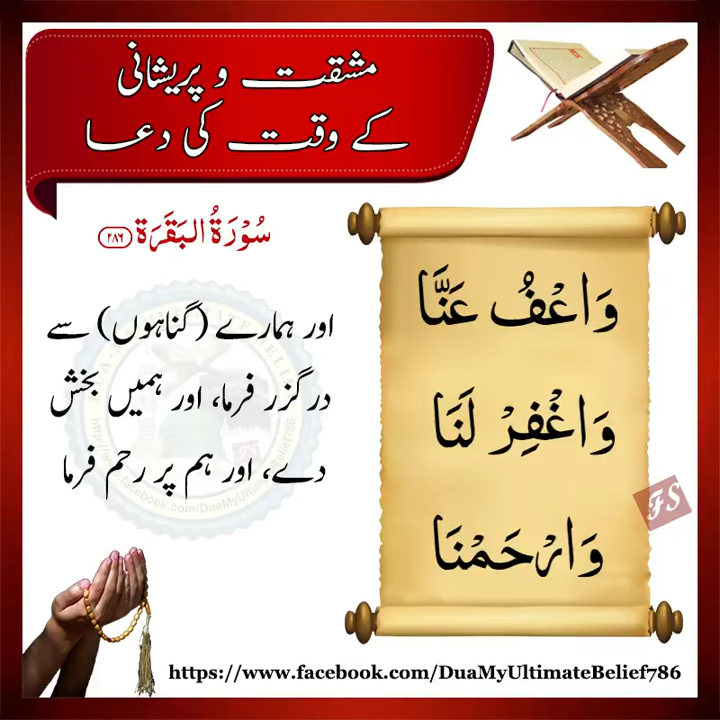 مشقت و پریشانی
کے وقت کی دعا
سُوْرَةُ الْبَقَرَة ٢٨٦
وَاعْفُ عَنَّا
وَاغْفِرْ لَنَا
وَارْحَمْنَا
اور ہمارے (گناہوں) سے
درگزر فرما، اور ہمیں بخش
دے، اور ہم پر رحم فرما
FS
https://www.facebook.com/DuaMyUltimateBelief786